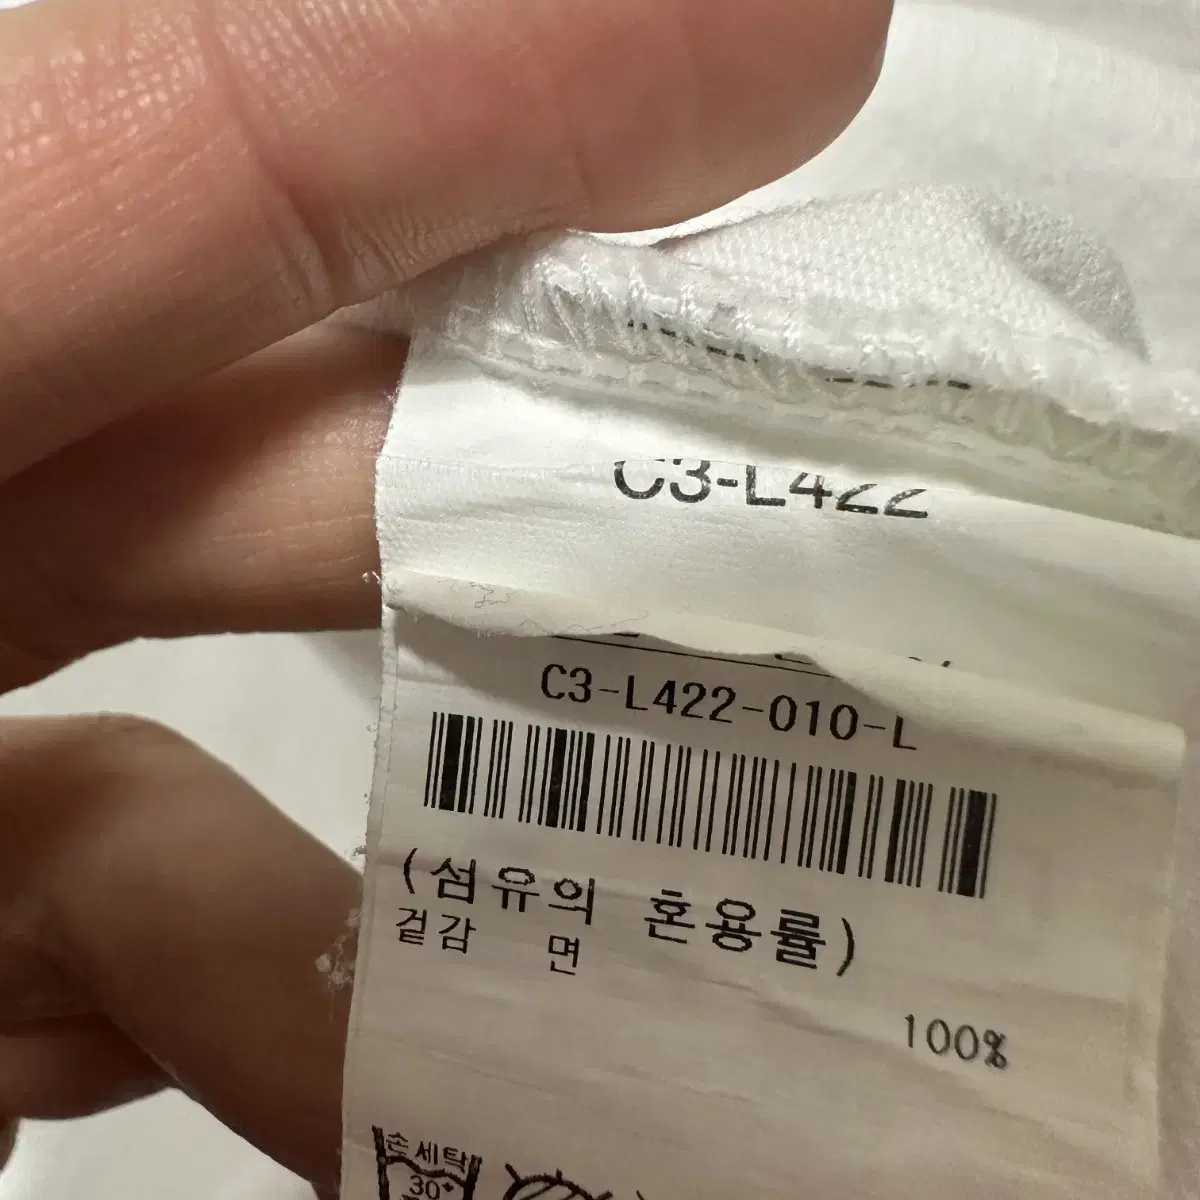 C3-L422
C3-L422-010-L
(섬유의 혼용률)
겉감 면
100%
손세탁
30°